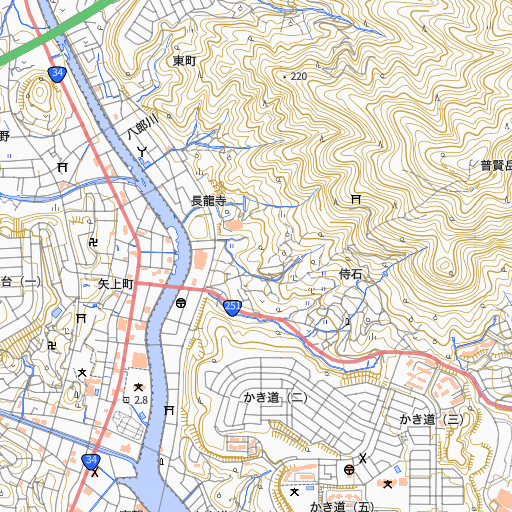 34
東町
220
八郎川
野
普賢岳
長龍寺
侍石
台（一）
矢上町
251
かき道（二）
2.8
かき道（三）
34
かき道（五）